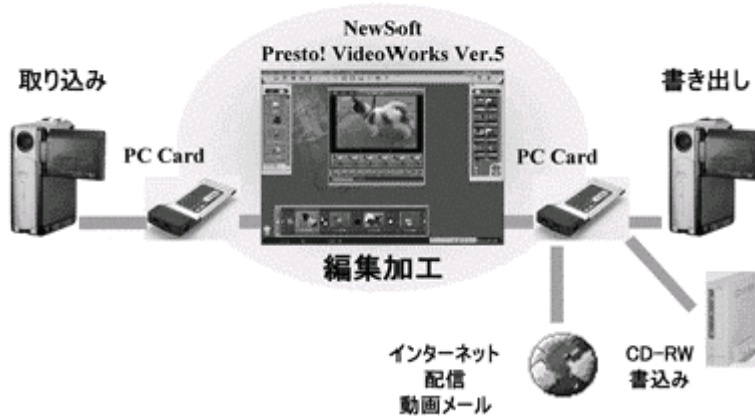 NewSoft
Presto! VideoWorks Ver.5
取り込み
書き出し
PC Card
PC Card
編集加工
インターネット
配信
動画メール
CD-RW
書込み